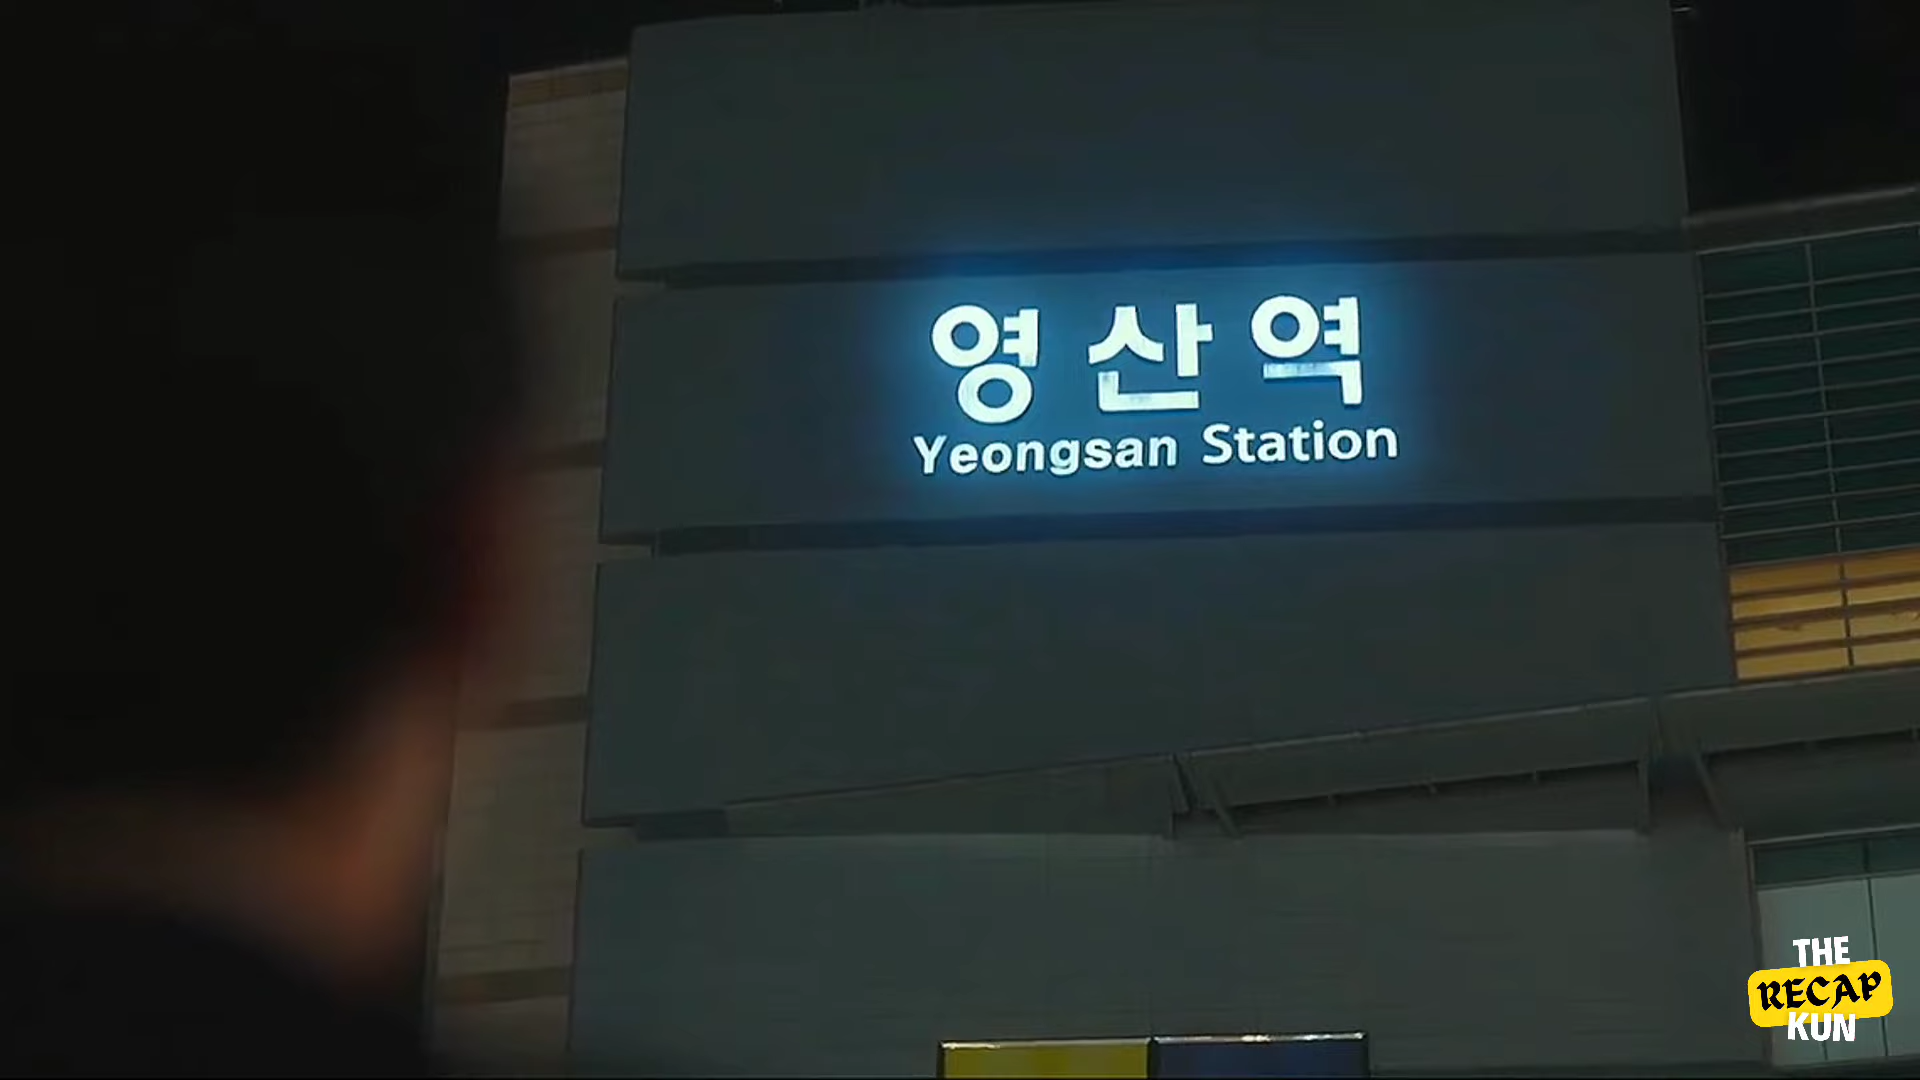 영산역
Yeongsan Station
THE
RECAP
KUN